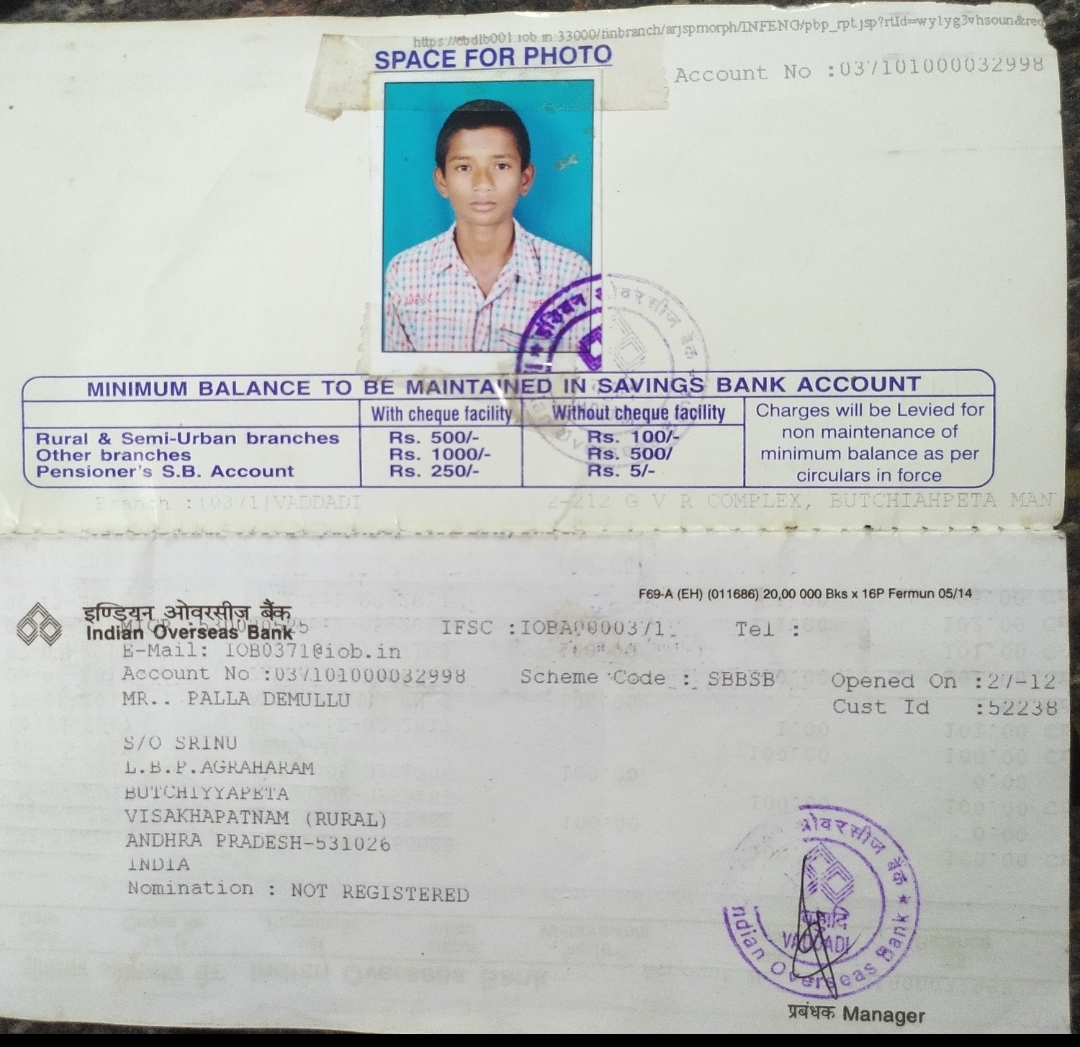 https://cbdlb001.iob.in:33000/finbranch/arjspmorph/INFENG/pbp_rpt.jsp?rtId=wylyg3vhsoun&req
SPACE FOR PHOTO
Account No :037101000032998
MINIMUM BALANCE TO BE MAINTAINED IN SAVINGS BANK ACCOUNT
With cheque facility Without cheque facility Charges will be Levied for non maintenance of minimum balance as per circulars in force
Rural & Semi-Urban branches Rs. 500/- Rs. 100/-
Other branches Rs. 1000/- Rs. 500/
Pensioner's S.B. Account Rs. 250/- Rs. 5/-
इण्डियन ओवरसीज बैंक
Branch :(0371)VADDADI 2-212 G V R COMPLEX, BUTCHIAHPETA MAN
F69-A (EH) (011686) 20,00 000 Bks x 16P Fermun 05/14
इण्डियन ओवरसीज बैंक
Indian Overseas Bank
IFSC :IOBA0000371 Tel :
E-Mail: IOB0371@iob.in
Account No :037101000032998 Scheme Code : SBBSB Opened On :27-12
MR.. PALLA DEMULLU Cust Id :52238
S/O SRINU
L.B.P.AGRAHARAM
BUTCHIYYAPETA
VISAKHAPATNAM (RURAL)
ANDHRA PRADESH-531026
INDIA
Nomination : NOT REGISTERED
ओवरसीज बैंक
VADDADI
Indian Overseas Bank
प्रबंधक Manager